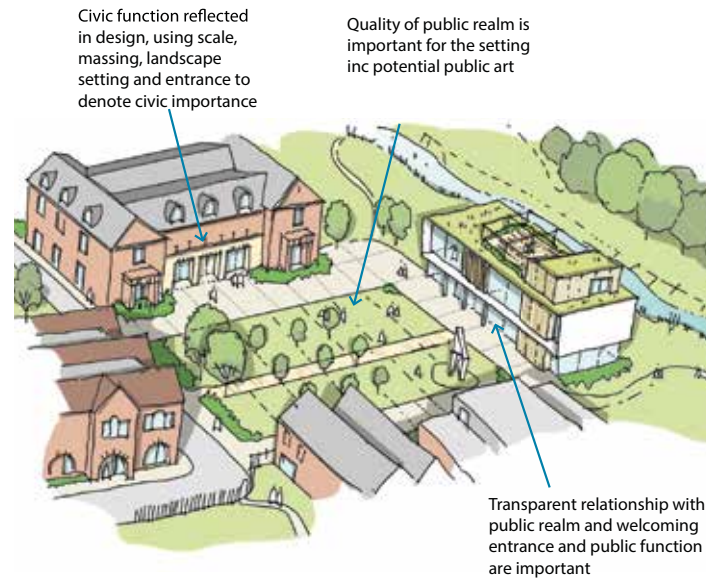 Civic function reflected
in design, using scale,
massing, landscape
setting and entrance to
denote civic importance
Quality of public realm is
important for the setting
inc potential public art
Transparent relationship with
public realm and welcoming
entrance and public function
are important